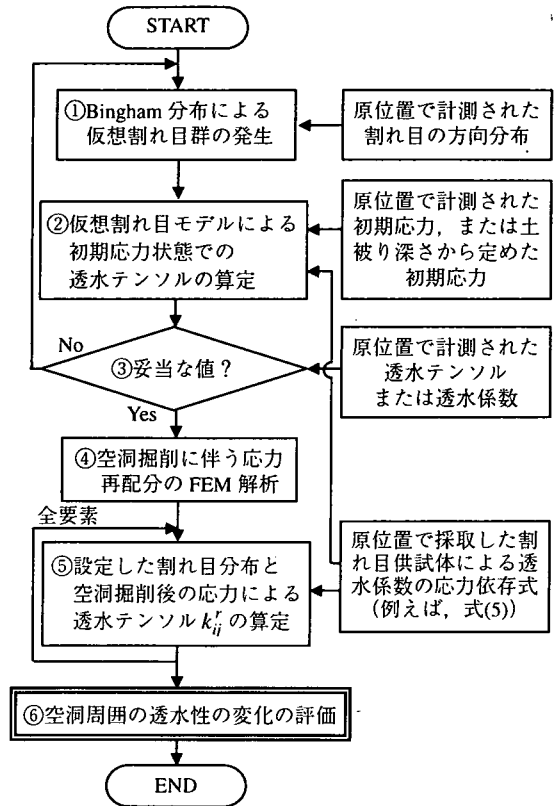 START
①Bingham 分布による
仮想割れ目群の発生
原位置で計測された
割れ目の方向分布
②仮想割れ目モデルによる
初期応力状態での
透水テンソルの算定
原位置で計測された
初期応力，または土
被り深さから定めた
初期応力
No
③妥当な値？
原位置で計測された
透水テンソル
または透水係数
Yes
④空洞掘削に伴う応力
再配分の FEM 解析
全要素
⑤設定した割れ目分布と
空洞掘削後の応力による
透水テンソル k_{ij}^{r} の算定
原位置で採取した割
れ目供試体による透
水係数の応力依存式
(例えば，式(5))
⑥空洞周囲の透水性の変化の評価
END